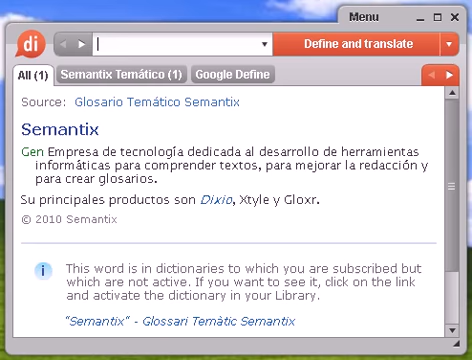 Menu
di
Define and translate
All (1) Semantix Temático (1) Google Define
Source: Glosario Temático Semantix
Semantix
Gen Empresa de tecnología dedicada al desarrollo de herramientas
informáticas para comprender textos, para mejorar la redacción y
para crear glosarios.
Su principales productos son Dixio, Xtyle y Gloxr.
© 2010 Semantix
i
This word is in dictionaries to which you are subscribed but
which are not active. If you want to see it, click on the link
and activate the dictionary in your Library.
"Semantix" - Glossari Temàtic Semantix